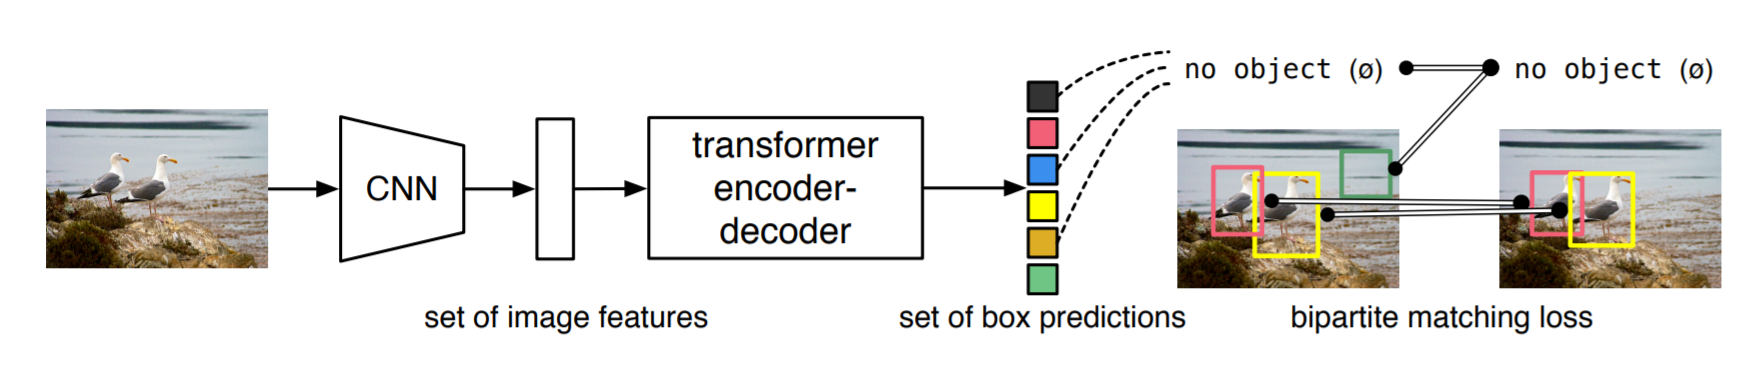 no object (ø)
no object (ø)
CNN
transformer
encoder-
decoder
set of image features
set of box predictions
bipartite matching loss